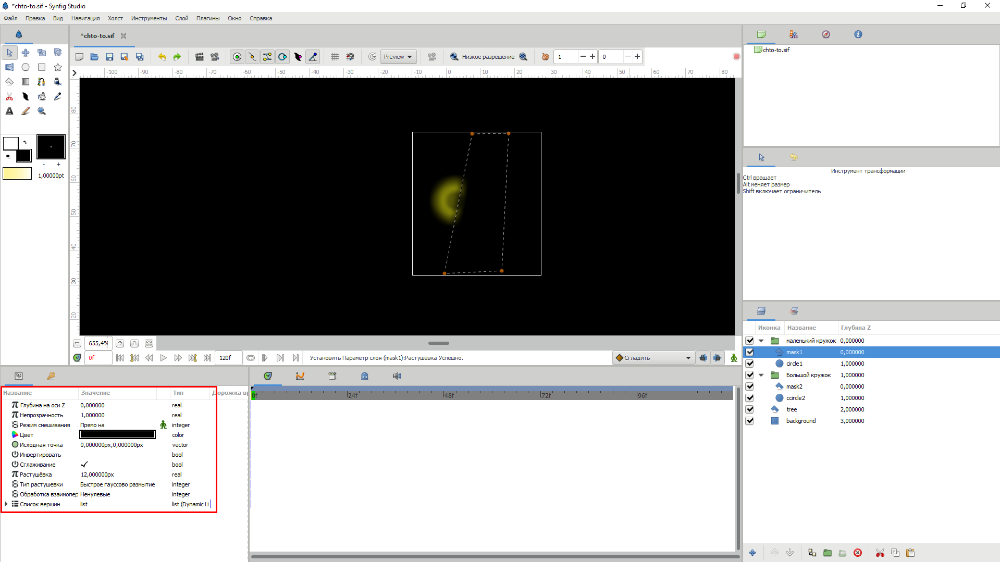 *chto-to.sif - Synfig Studio
Файл Правка Вид Навигация Холст Инструменты Слой Плагины Окно Справка
*chto-to.sif
Preview Низкое разрешение 1 0
-100 -90 -80 -70 -60 -50 -40 -30 -20 -10 0 10 20 30 40 50 60 70 80
80
70
60
50
40
30
20
- +
1,00000pt
655,4%
0f 120f Установить Параметр слоя (mask1):Растушёвка Успешно. Сгладить
chto-to.sif
Инструмент трансформации
Ctrl вращает
Alt меняет размер
Shift включает ограничитель
Иконка Название Глубина Z
маленький кружок 0,000000
mask1 0,000000
circle1 1,000000
Большой кружок 1,000000
mask2 0,000000
ccircle2 1,000000
tree 2,000000
background 3,000000
Название Значение Тип Дорожка в
Глубина на оси Z 0,000000 real
Непрозрачность 1,000000 real
Режим смешивания Прямо на integer
Цвет color
Исходная точка 0,000000px,0,000000px vector
Инвертировать bool
Сглаживание bool
Растушёвка 12,000000px real
Тип растушевки Быстрое гауссово размытие integer
Обработка взаимопер Ненулевые integer
Список вершин list list (Dynamic Li
0f 24f 48f 72f 96f